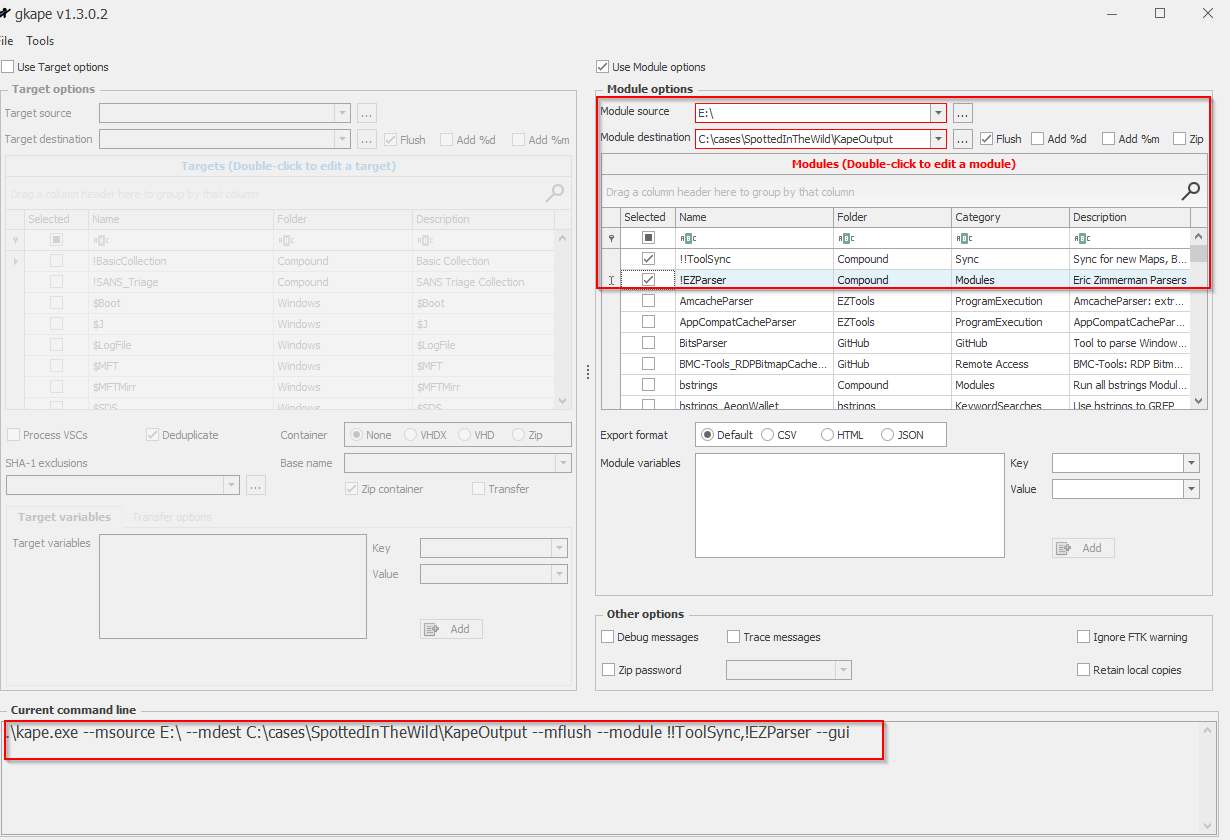 gkape v1.3.0.2
ile Tools
Use Target options
Target options
Target source
...
Target destination
...
Flush
Add %d
Add %m
Targets (Double-click to edit a target)
Drag a column header here to group by that column
Selected Name Folder Description
!BasicCollection Compound Basic Collection
!SANS_Triage Compound SANS Triage Collection
$Boot Windows $Boot
$J Windows $J
$LogFile Windows $LogFile
$MFT Windows $MFT
$MFTMirr Windows $MFTMirr
$SDS Windows $SDS
Process VSCs
Deduplicate
Container
None VHDX VHD Zip
SHA-1 exclusions
Base name
...
Zip container
Transfer
Target variables Transfer options
Target variables
Key
Value
Add
Use Module options
Module options
Module source E:\ ...
Module destination C:\cases\SpottedInTheWild\KapeOutput ... Flush Add %d Add %m Zip
Modules (Double-click to edit a module)
Drag a column header here to group by that column
Selected Name Folder Category Description
!!ToolSync Compound Sync Sync for new Maps, B...
!EZParser Compound Modules Eric Zimmerman Parsers
AmcacheParser EZTools ProgramExecution AmcacheParser: extr...
AppCompatCacheParser EZTools ProgramExecution AppCompatCachePar...
BitsParser GitHub GitHub Tool to parse Window...
BMC-Tools_RDPBitmapCache... GitHub Remote Access BMC-Tools: RDP Bitm...
bstrings Compound Modules Run all bstrings Modul...
bstrings_AeonWallet bstrings KeywordSearches Use bstrings to GREP
Export format Default CSV HTML JSON
Module variables
Key
Value
Add
Other options
Debug messages Trace messages Ignore FTK warning
Zip password Retain local copies
Current command line
.\kape.exe --msource E:\ --mdest C:\cases\SpottedInTheWild\KapeOutput --mflush --module !!ToolSync,!EZParser --gui